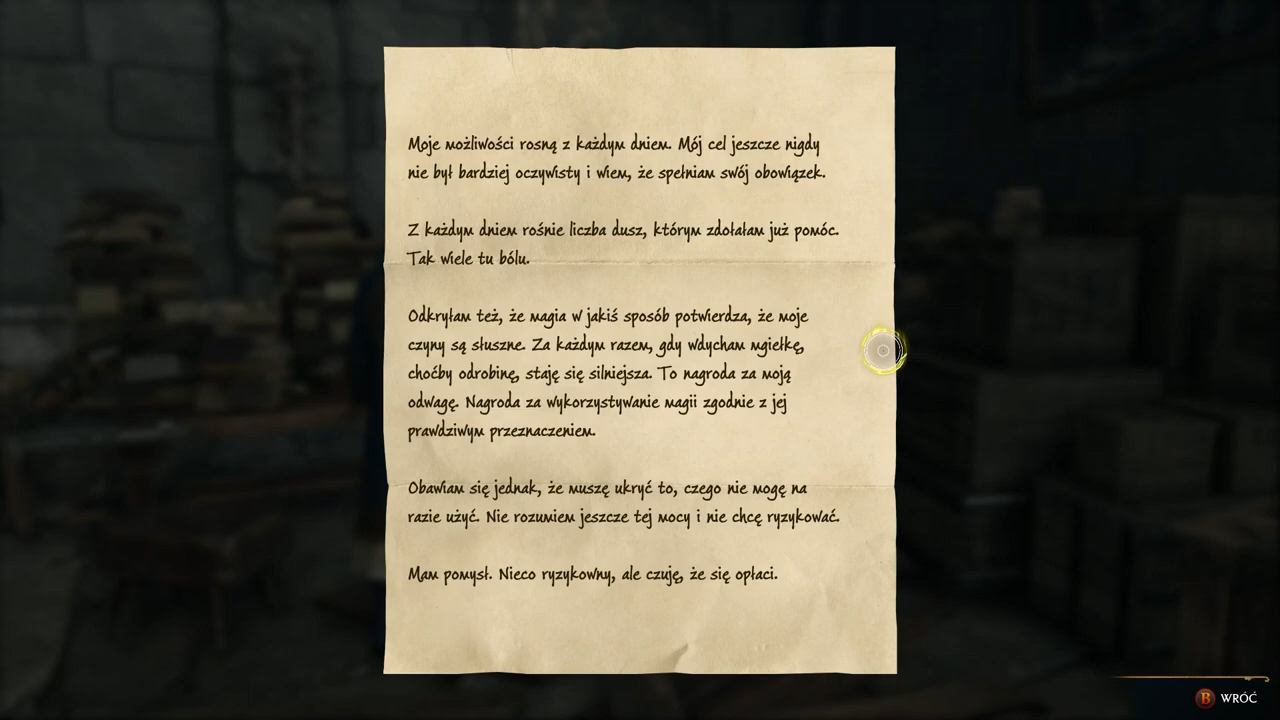 Moje możliwości rosną z każdym dniem. Mój cel jeszcze nigdy
nie był bardziej oczywisty i wiem, że spełniam swój obowiązek.
Z każdym dniem rośnie liczba dusz, którym zdołałam już pomóc.
Tak wiele tu bólu.
Odkryłam też, że magia w jakiś sposób potwierdza, że moje
czyny są słuszne. Za każdym razem, gdy wdycham mgiełkę,
choćby odrobinę, staję się silniejsza. To nagroda za moją
odwagę. Nagroda za wykorzystywanie magii zgodnie z jej
prawdziwym przeznaczeniem.
Obawiam się jednak, że muszę ukryć to, czego nie mogę na
razie użyć. Nie rozumiem jeszcze tej mocy i nie chcę ryzykować.
Mam pomysł. Nieco ryzykowny, ale czuję, że się opłaci.
B WRÓĆ